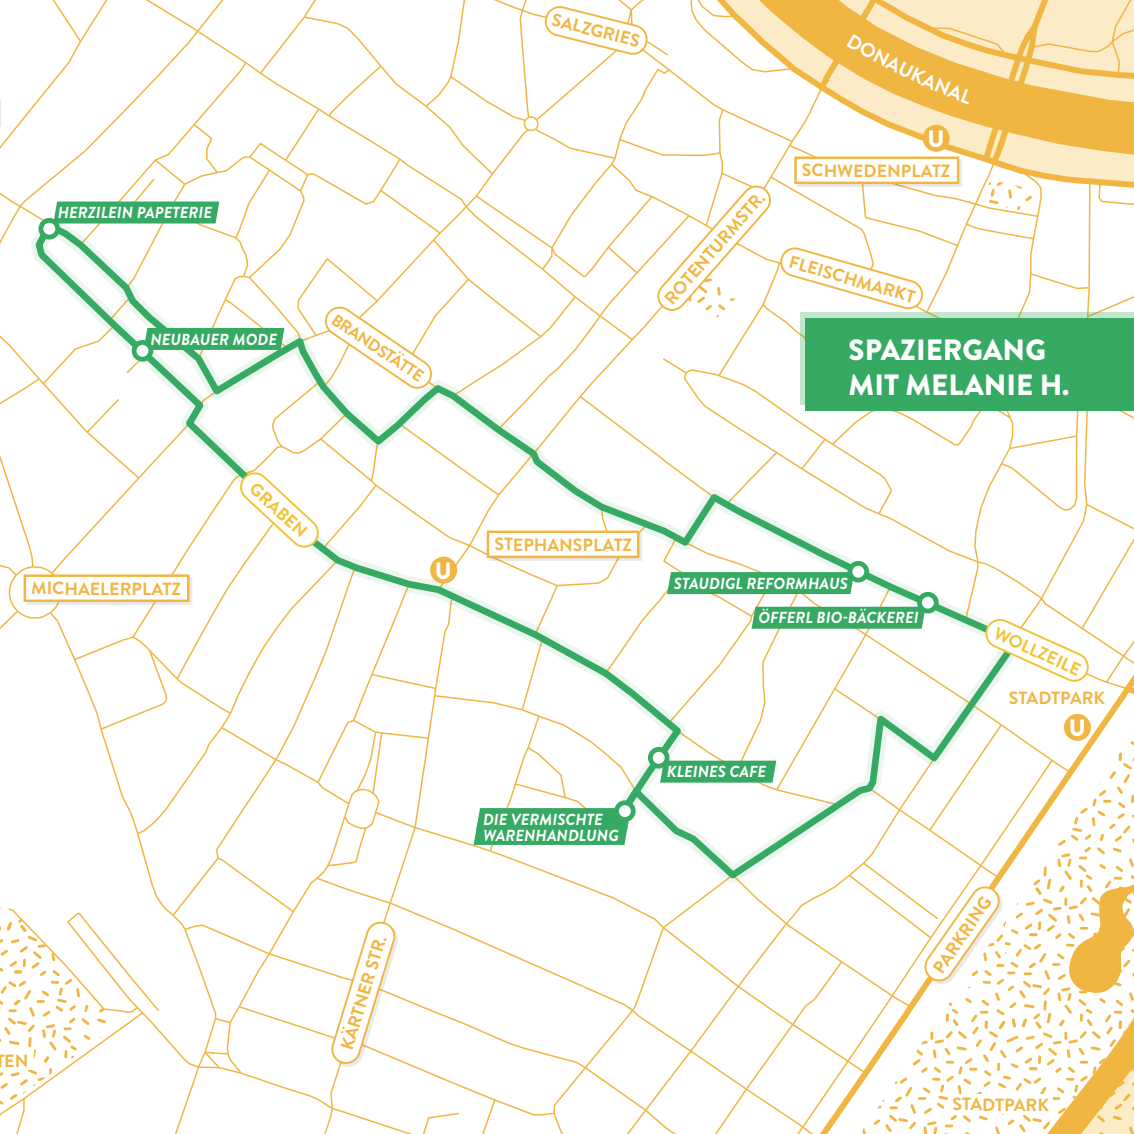 SALZGRIES
DONAUKANAL
U
SCHWEDENPLATZ
HERZILEIN PAPETERIE
ROTENTURMSTR.
FLEISCHMARKT
NEUBAUER MODE
BRANDSTÄTTE
SPAZIERGANG
MIT MELANIE H.
GRABEN
STEPHANSPLATZ
U
MICHAELERPLATZ
STAUDIGL REFORMHAUS
ÖFFERL BIO-BÄCKEREI
WOLLZEILE
STADTPARK
U
KLEINES CAFE
DIE VERMISCHTE
WARENHANDLUNG
PARKRING
KÄRTNER STR.
TEN
STADTPARK